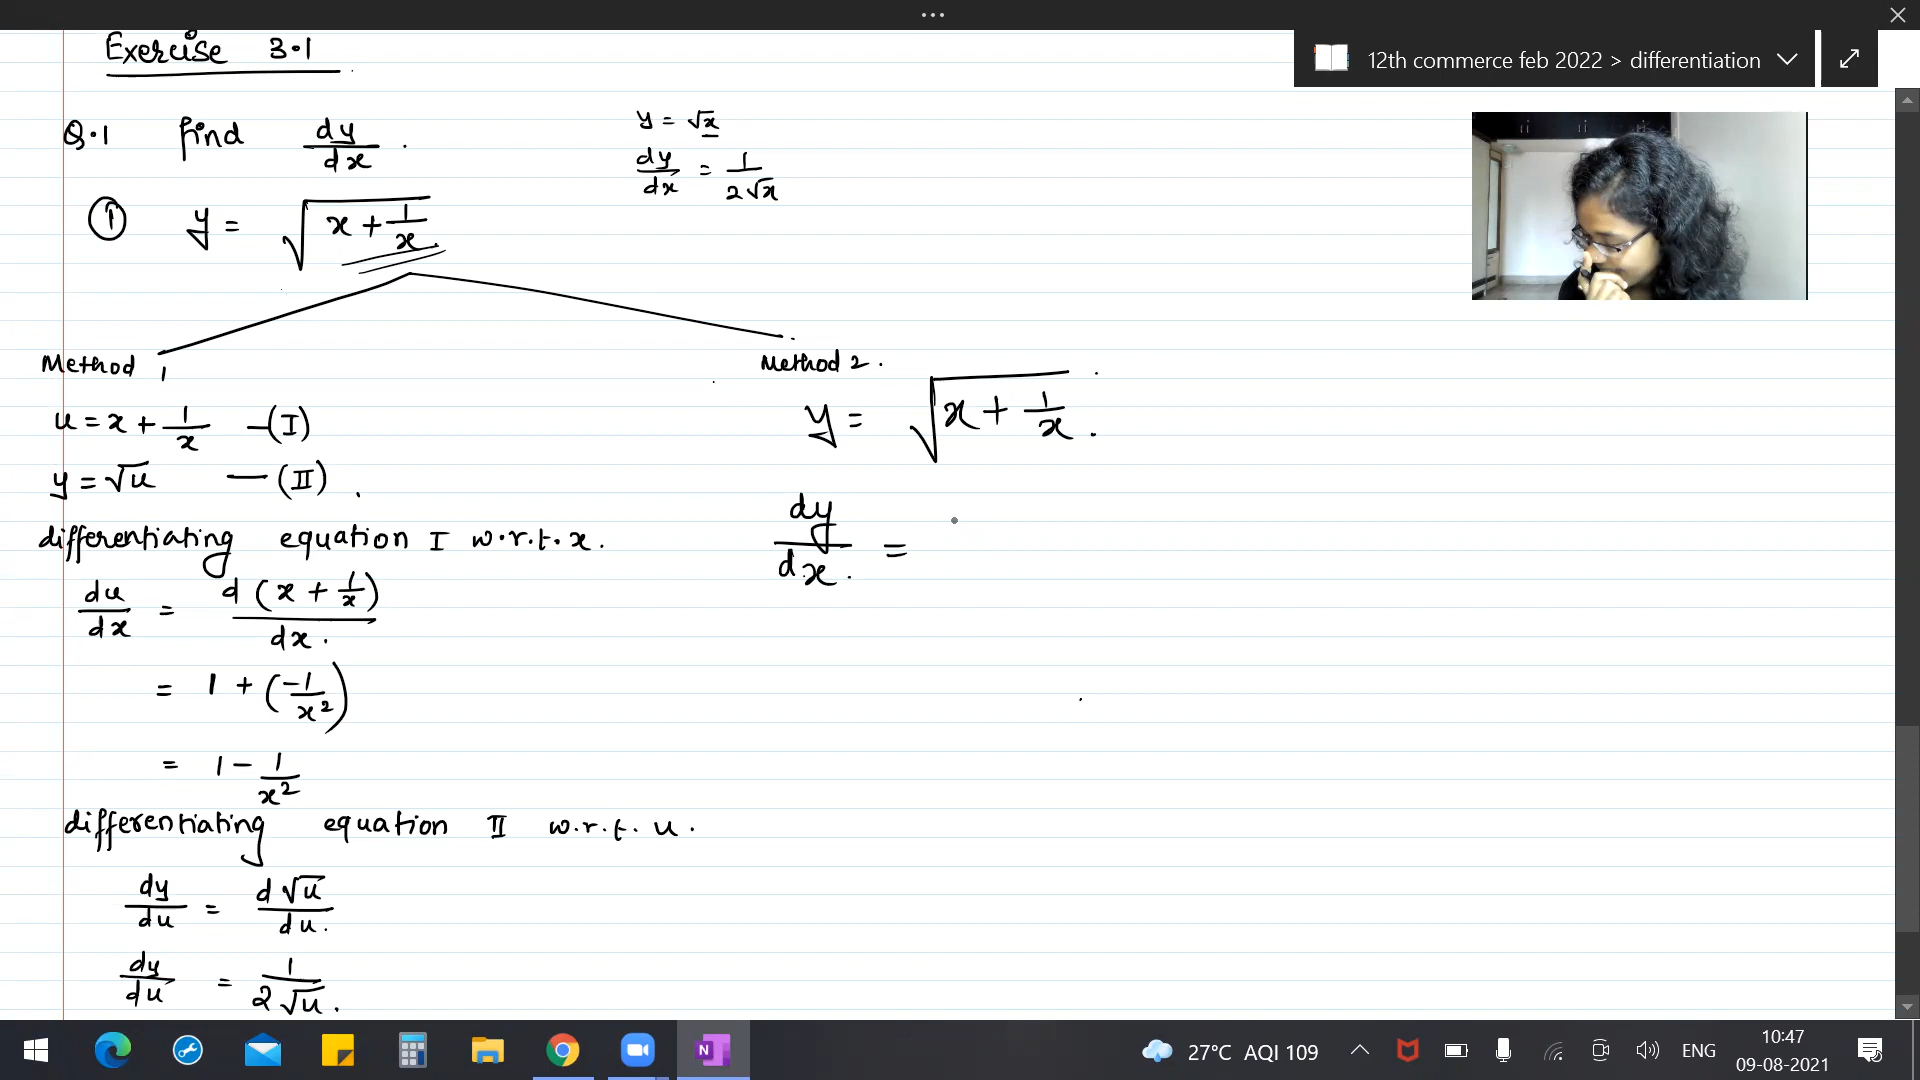 12th commerce feb 2022 > differentiation
Exercise 3.1
Q.1 find dy/dx.
y = √x
dy/dx = 1/2√x
① y = √(x + 1/x)
Method 1
u = x + 1/x —(I)
y = √u —(II).
differentiating equation I w.r.t. x.
du/dx = d(x + 1/x)/dx.
= 1 + (-1/x²)
= 1 - 1/x²
differentiating equation II w.r.t. u.
dy/du = d√u/du.
dy/du = 1/2√u.
Method 2.
y = √(x + 1/x).
dy/dx. =
27°C AQI 109
ENG
10:47
09-08-2021